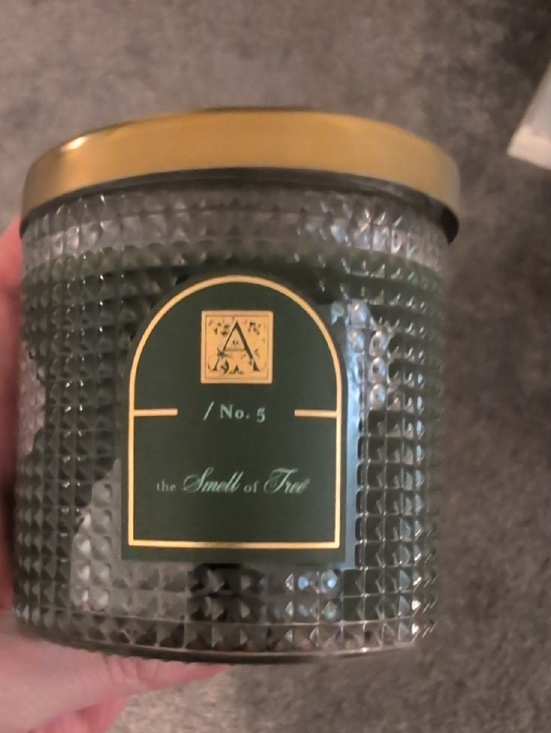 A
/ No. 5
the Smell of Tree